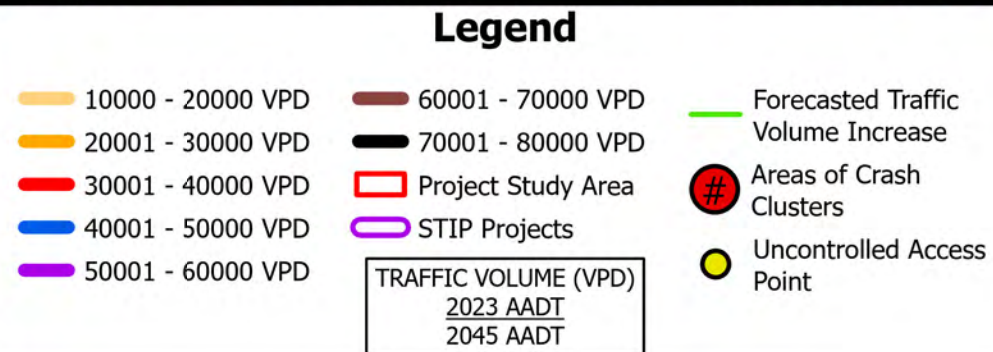 Legend
10000 - 20000 VPD
20001 - 30000 VPD
30001 - 40000 VPD
40001 - 50000 VPD
50001 - 60000 VPD
60001 - 70000 VPD
70001 - 80000 VPD
Project Study Area
STIP Projects
TRAFFIC VOLUME (VPD)
2023 AADT
2045 AADT
Forecasted Traffic
Volume Increase
#
Areas of Crash
Clusters
Uncontrolled Access
Point